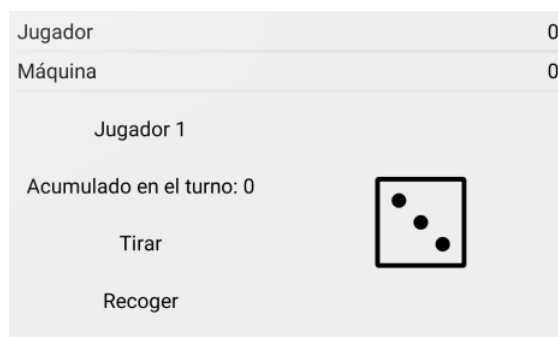 Jugador 0
Máquina 0
Jugador 1
Acumulado en el turno: 0
Tirar
Recoger